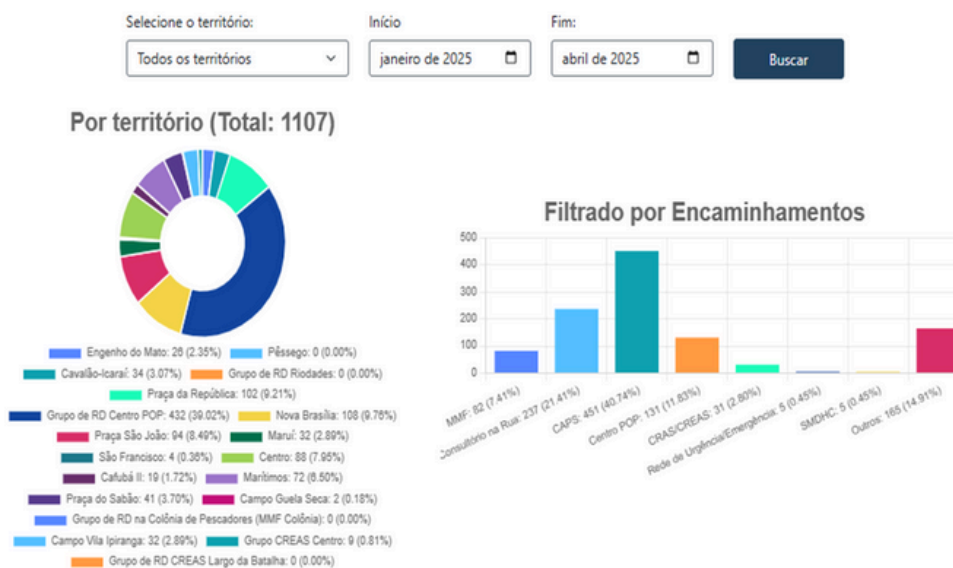 Selecione o território:
Início
Fim:
Todos os territórios
janeiro de 2025
abril de 2025
Buscar
Por território (Total: 1107)
Engenho do Mato: 26 (2.35%)
Pêssego: 0 (0.00%)
Cavalão-Icaraí: 34 (3.07%)
Grupo de RD Riodades: 0 (0.00%)
Praça da República: 102 (9.21%)
Grupo de RD Centro POP: 432 (39.02%)
Nova Brasília: 108 (9.76%)
Praça São João: 94 (8.49%)
Maruí: 32 (2.89%)
São Francisco: 4 (0.36%)
Centro: 88 (7.95%)
Cafubá II: 19 (1.72%)
Marítimos: 72 (6.50%)
Praça do Sabão: 41 (3.70%)
Campo Guela Seca: 2 (0.18%)
Grupo de RD na Colônia de Pescadores (MMF Colônia): 0 (0.00%)
Campo Vila Ipiranga: 32 (2.89%)
Grupo CREAS Centro: 9 (0.81%)
Grupo de RD CREAS Largo da Batalha: 0 (0.00%)
Filtrado por Encaminhamentos
500
400
300
200
100
0
MMF: 82 (7.41%)
Consultório na Rua: 237 (21.41%)
CAPS: 451 (40.74%)
Centro POP: 131 (11.83%)
CRAS/CREAS: 31 (2.80%)
Rede de Urgência/Emergência: 5 (0.45%)
SMDHC: 5 (0.45%)
Outros: 165 (14.91%)